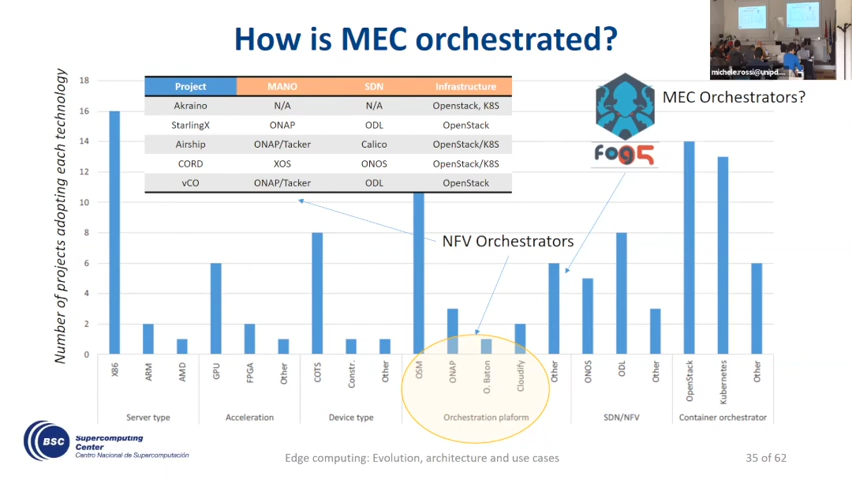 How is MEC orchestrated?
michele.rossi@unipd....
Number of projects adopting each technology
18
16
14
12
10
8
6
4
2
0
Project MANO SDN Infrastructure
Akraino N/A N/A Openstack, K8S
StarlingX ONAP ODL OpenStack
Airship ONAP/Tacker Calico OpenStack/K8S
CORD XOS ONOS OpenStack/K8S
vCO ONAP/Tacker ODL OpenStack
fog05
MEC Orchestrators?
NFV Orchestrators
X86 ARM AMD GPU FPGA Other COTS Constr. Other OSM ONAP O. Baton Cloudify Other ONOS ODL Other OpenStack Kubernetes Other
Server type Acceleration Device type Orchestration plaform SDN/NFV Container orchestrator
BSC
Supercomputing
Center
Centro Nacional de Supercomputación
Edge computing: Evolution, architecture and use cases
35 of 62